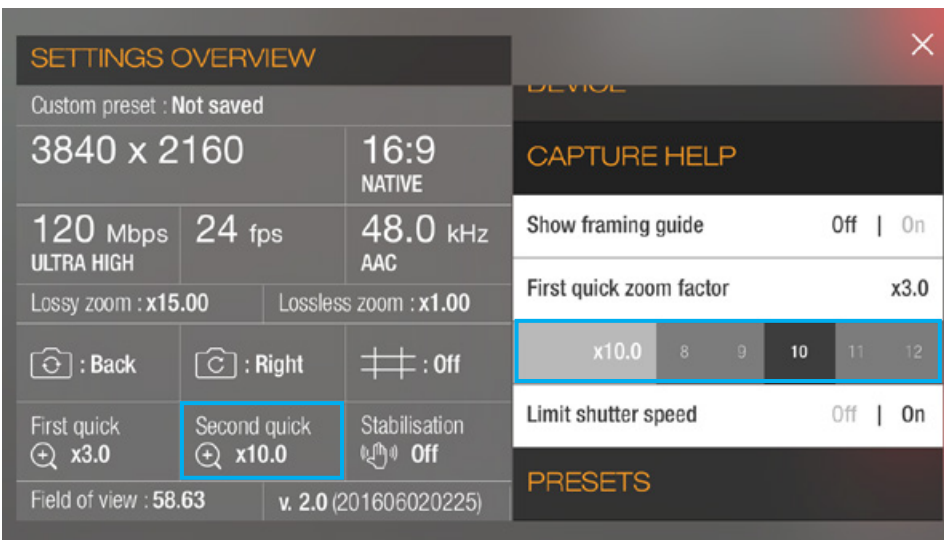 SETTINGS OVERVIEW
Custom preset : Not saved
3840 x 2160
16:9
NATIVE
120 Mbps
ULTRA HIGH
24 fps
48.0 kHz
AAC
Lossy zoom : x15.00
Lossless zoom : x1.00
: Back
: Right
: Off
First quick
x3.0
Second quick
x10.0
Stabilisation
Off
Field of view : 58.63
v. 2.0 (201606020225)
DEVICE
CAPTURE HELP
Show framing guide Off | On
First quick zoom factor x3.0
x10.0 8 9 10 11 12
Limit shutter speed Off | On
PRESETS